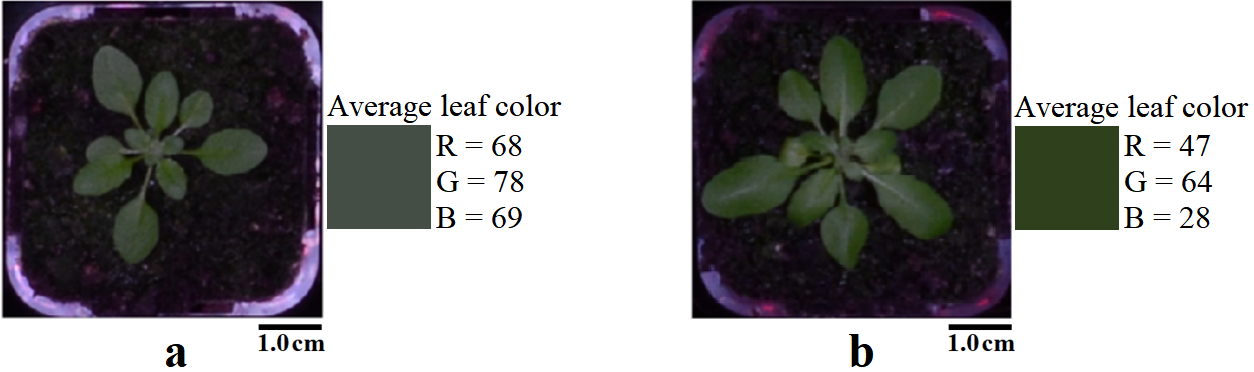 Average leaf color
R = 68
G = 78
B = 69
1.0 cm
a
Average leaf color
R = 47
G = 64
B = 28
1.0 cm
b